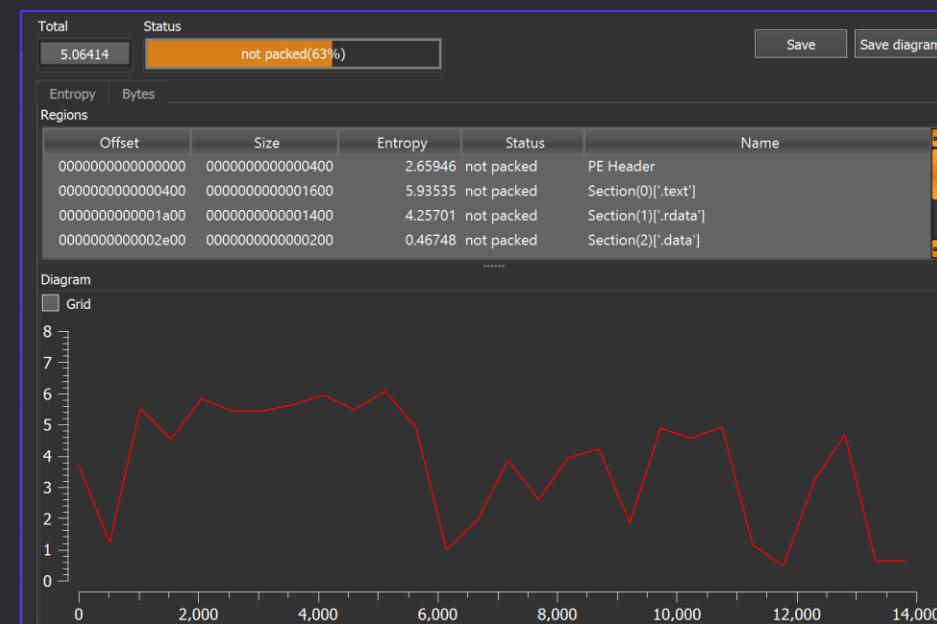 Total Status
5.06414 not packed(63%) Save Save diagram
Entropy Bytes
Regions
Offset Size Entropy Status Name
0000000000000000 0000000000000400 2.65946 not packed PE Header
0000000000000400 0000000000001600 5.93535 not packed Section(0)['.text']
0000000000001a00 0000000000001400 4.25701 not packed Section(1)['.rdata']
0000000000002e00 0000000000000200 0.46748 not packed Section(2)['.data']
Diagram
Grid
8
7
6
5
4
3
2
1
0
0 2,000 4,000 6,000 8,000 10,000 12,000 14,000